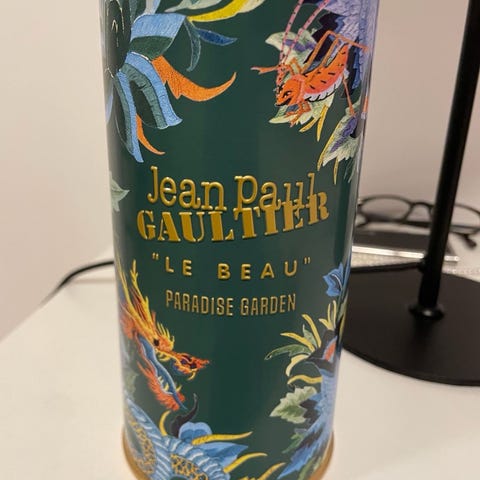 Jean Paul
GAULTIER
"LE BEAU"
PARADISE GARDEN